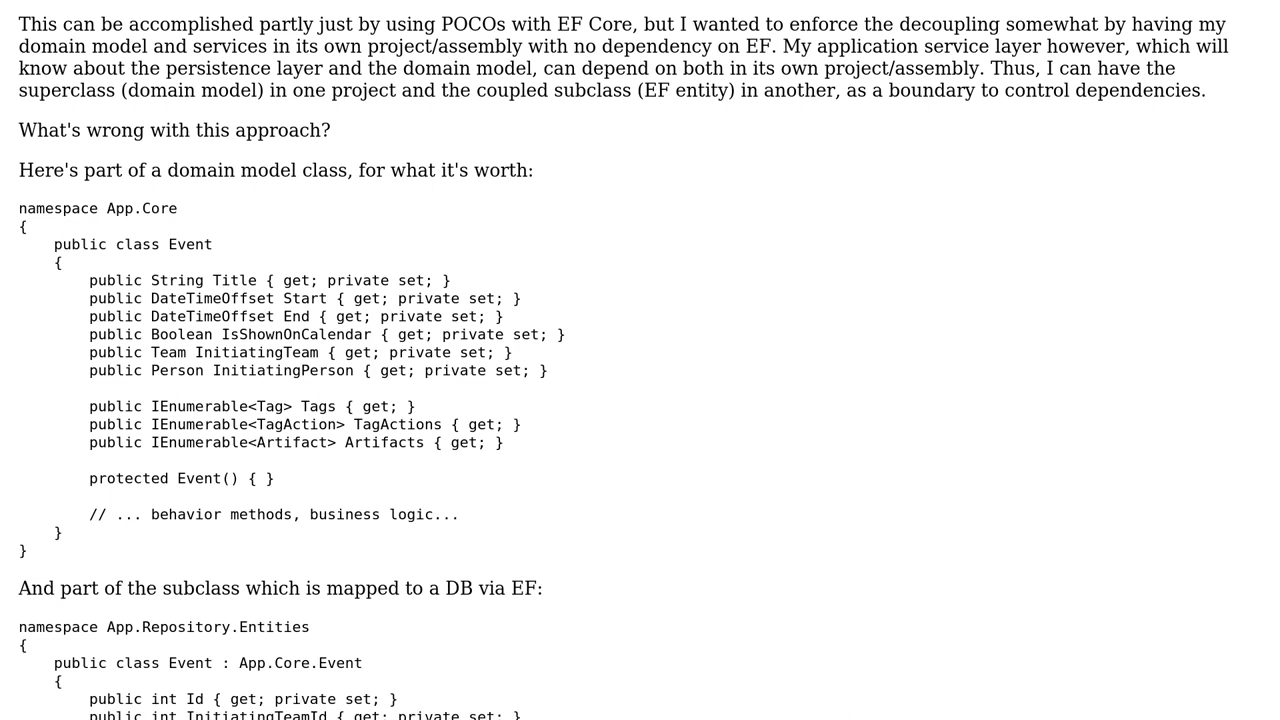 This can be accomplished partly just by using POCOs with EF Core, but I wanted to enforce the decoupling somewhat by having my
domain model and services in its own project/assembly with no dependency on EF. My application service layer however, which will
know about the persistence layer and the domain model, can depend on both in its own project/assembly. Thus, I can have the
superclass (domain model) in one project and the coupled subclass (EF entity) in another, as a boundary to control dependencies.
What's wrong with this approach?
Here's part of a domain model class, for what it's worth:
namespace App.Core
{
    public class Event
    {
        public String Title { get; private set; }
        public DateTimeOffset Start { get; private set; }
        public DateTimeOffset End { get; private set; }
        public Boolean IsShownOnCalendar { get; private set; }
        public Team InitiatingTeam { get; private set; }
        public Person InitiatingPerson { get; private set; }

        public IEnumerable<Tag> Tags { get; }
        public IEnumerable<TagAction> TagActions { get; }
        public IEnumerable<Artifact> Artifacts { get; }

        protected Event() { }

        // ... behavior methods, business logic...
    }
}
And part of the subclass which is mapped to a DB via EF:
namespace App.Repository.Entities
{
    public class Event : App.Core.Event
    {
        public int Id { get; private set; }
        public int InitiatingTeamId { get; private set; }